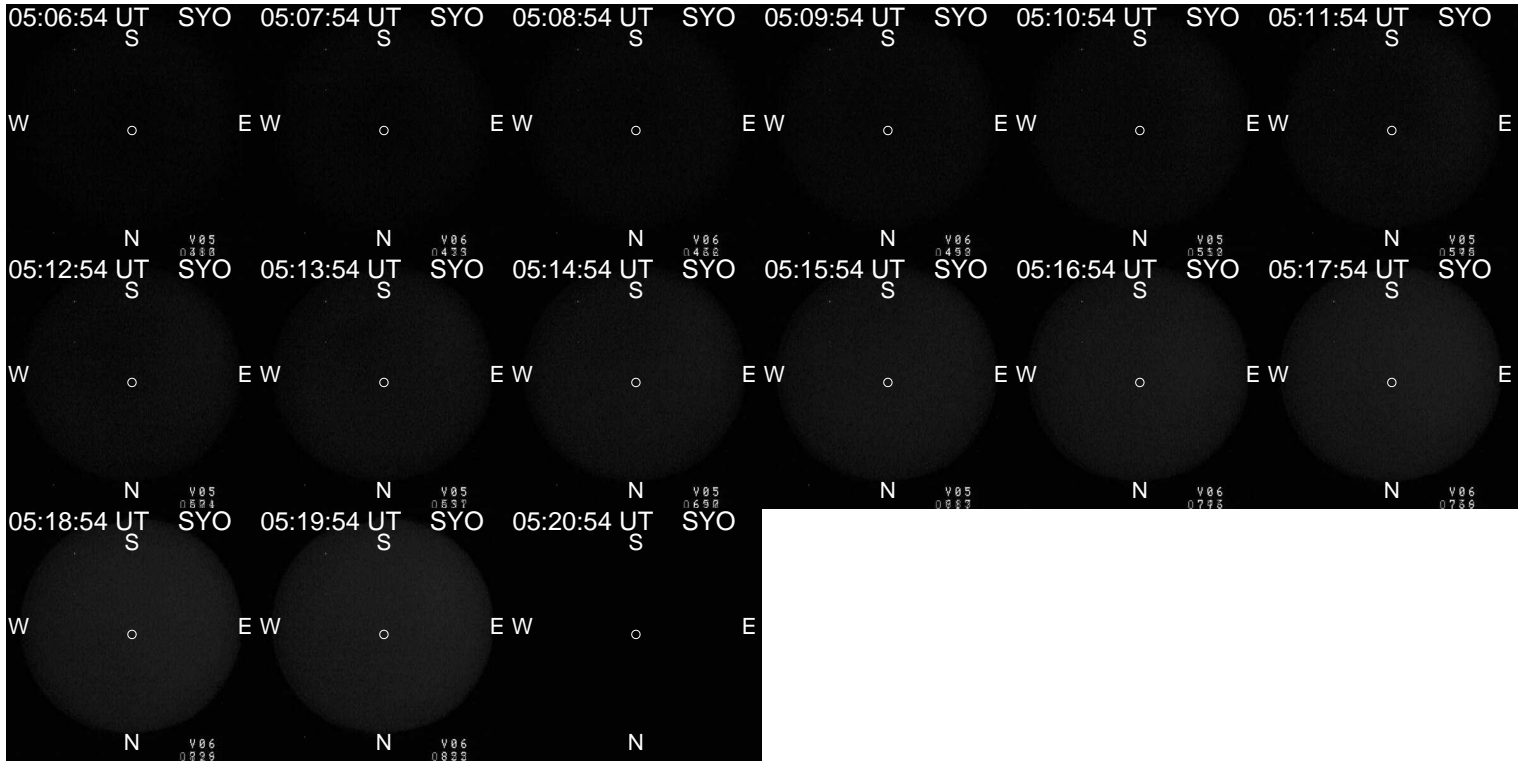 05:06:54 UT SYO 05:07:54 UT SYO 05:08:54 UT SYO 05:09:54 UT SYO 05:10:54 UT SYO 05:11:54 UT SYO
S S S S S S
W E W E W E W E W E W E
N N N N N N
V05 V06 V06 V06 V05 V05
05:12:54 UT SYO 05:13:54 UT SYO 05:14:54 UT SYO 05:15:54 UT SYO 05:16:54 UT SYO 05:17:54 UT SYO
S S S S S S
W E W E W E W E W E W E
N N N N N N
V05 V05 V05 V05 V06 V06
05:18:54 UT SYO 05:19:54 UT SYO 05:20:54 UT SYO
S S S
W E W E W E
N N N
V06 V06